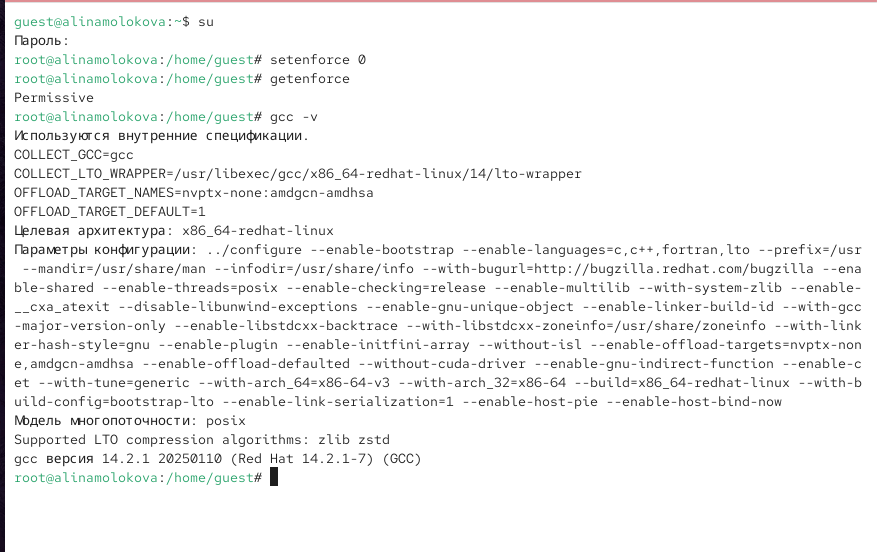 guest@alinamolokova:~$ su
Пароль:
root@alinamolokova:/home/guest# setenforce 0
root@alinamolokova:/home/guest# getenforce
Permissive
root@alinamolokova:/home/guest# gcc -v
Используются внутренние спецификации.
COLLECT_GCC=gcc
COLLECT_LTO_WRAPPER=/usr/libexec/gcc/x86_64-redhat-linux/14/lto-wrapper
OFFLOAD_TARGET_NAMES=nvptx-none:amdgcn-amdhsa
OFFLOAD_TARGET_DEFAULT=1
Целевая архитектура: x86_64-redhat-linux
Параметры конфигурации: ../configure --enable-bootstrap --enable-languages=c,c++,fortran,lto --prefix=/usr
 --mandir=/usr/share/man --infodir=/usr/share/info --with-bugurl=http://bugzilla.redhat.com/bugzilla --ena
ble-shared --enable-threads=posix --enable-checking=release --enable-multilib --with-system-zlib --enable-
__cxa_atexit --disable-libunwind-exceptions --enable-gnu-unique-object --enable-linker-build-id --with-gcc
-major-version-only --enable-libstdcxx-backtrace --with-libstdcxx-zoneinfo=/usr/share/zoneinfo --with-link
er-hash-style=gnu --enable-plugin --enable-initfini-array --without-isl --enable-offload-targets=nvptx-non
e,amdgcn-amdhsa --enable-offload-defaulted --without-cuda-driver --enable-gnu-indirect-function --enable-c
et --with-tune=generic --with-arch_64=x86-64-v3 --with-arch_32=x86-64 --build=x86_64-redhat-linux --with-b
uild-config=bootstrap-lto --enable-link-serialization=1 --enable-host-pie --enable-host-bind-now
Модель многопоточности: posix
Supported LTO compression algorithms: zlib zstd
gcc версия 14.2.1 20250110 (Red Hat 14.2.1-7) (GCC)
root@alinamolokova:/home/guest#